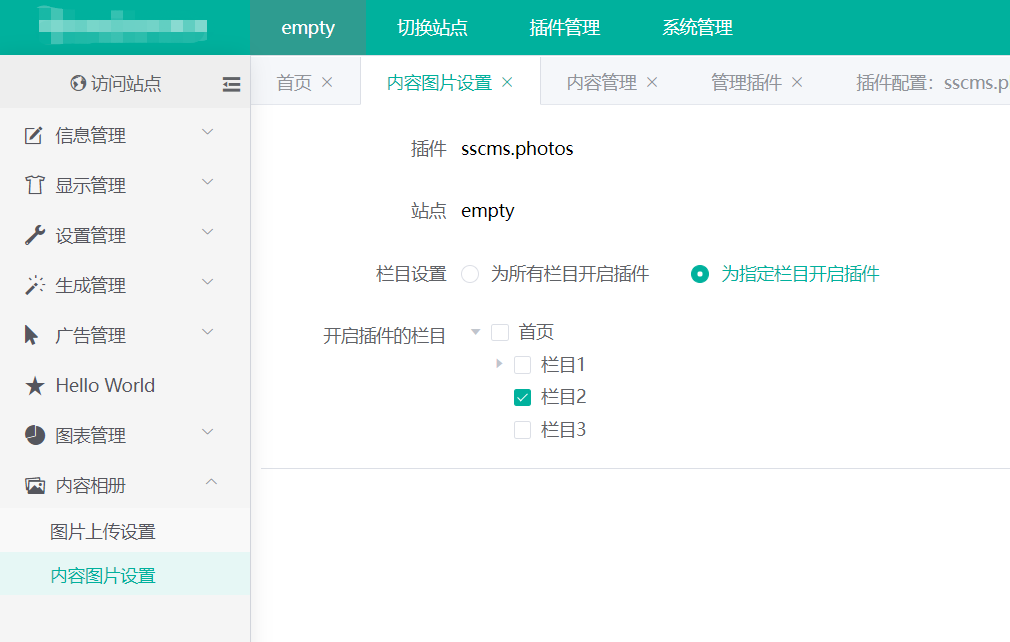 empty 切换站点 插件管理 系统管理
访问站点
首页 内容图片设置 内容管理 管理插件 插件配置：sscms.p
信息管理
显示管理
设置管理
生成管理
广告管理
Hello World
图表管理
内容相册
图片上传设置
内容图片设置
插件 sscms.photos
站点 empty
栏目设置 为所有栏目开启插件 为指定栏目开启插件
开启插件的栏目 首页
栏目1
栏目2
栏目3